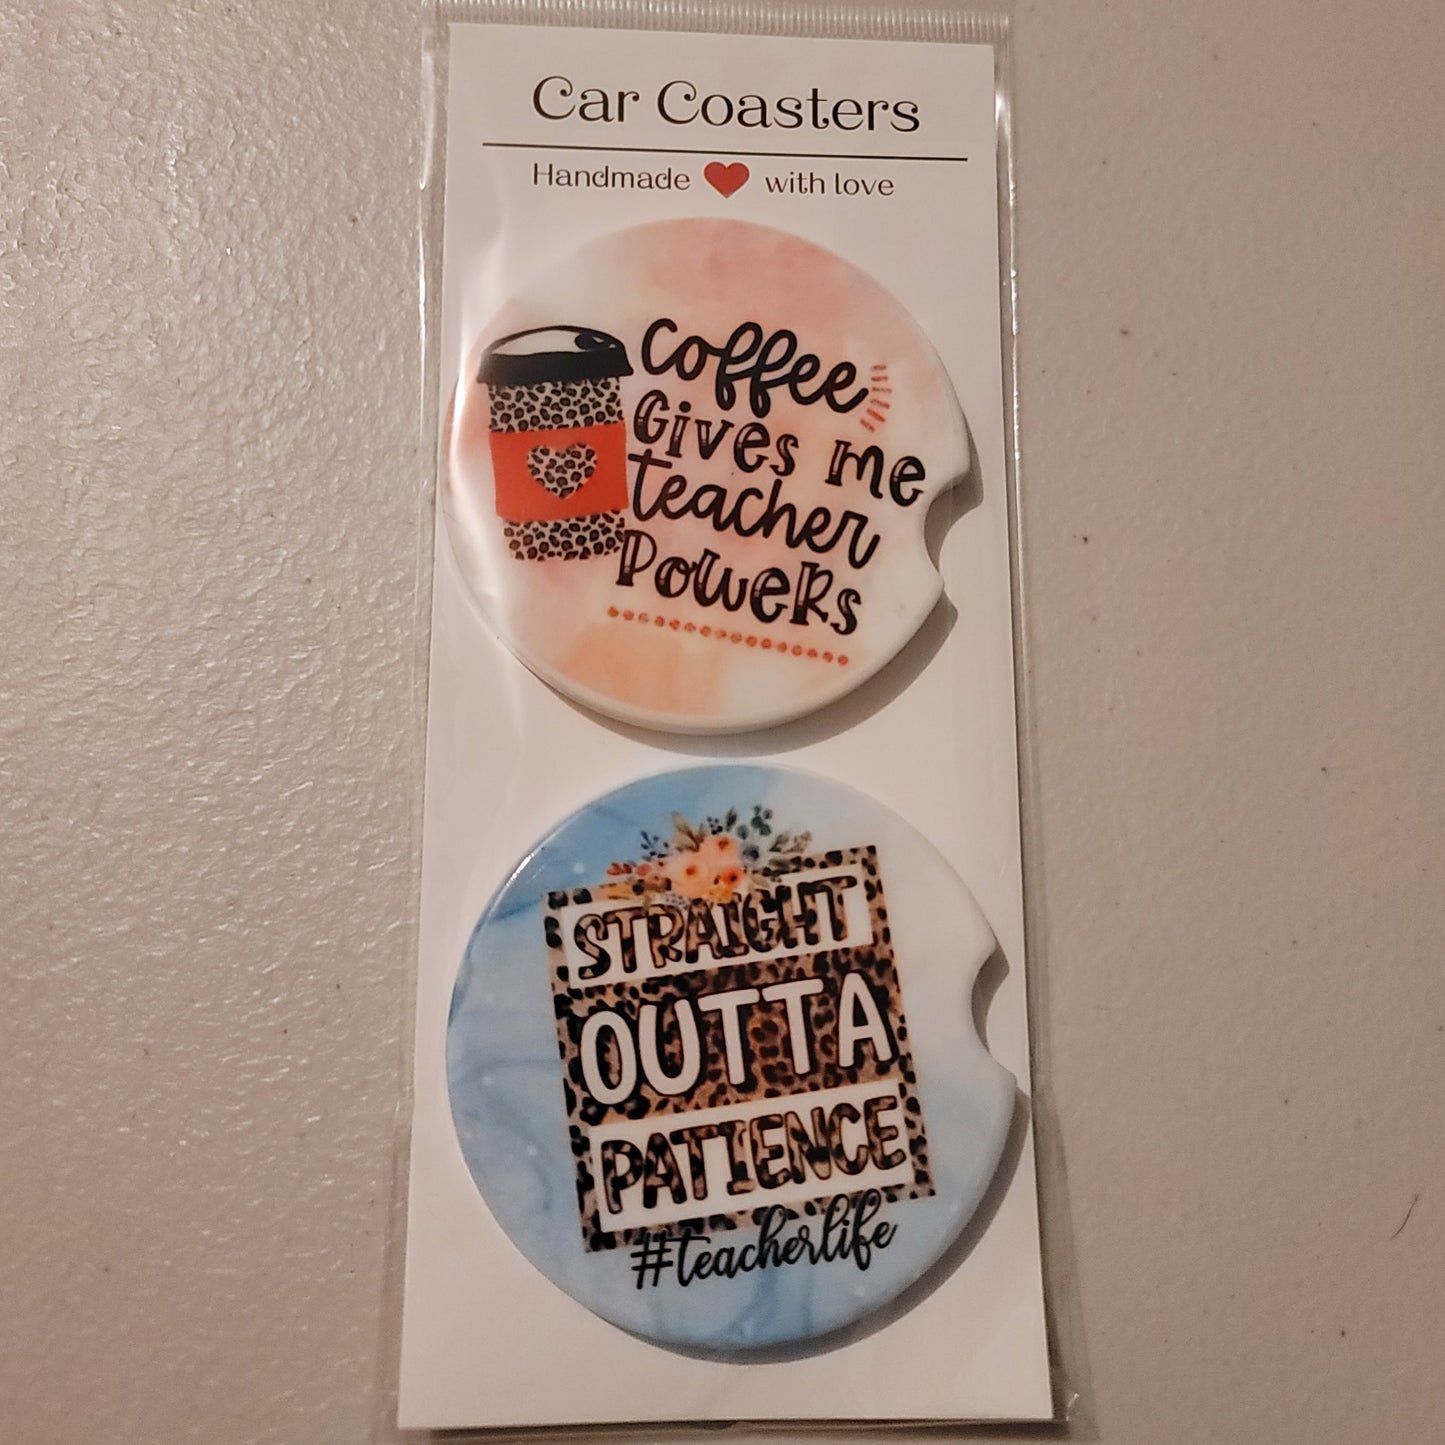 Car Coasters
Handmade with love
Coffee
Gives me
teacher
Powers
STRAIGHT
OUTTA
PATIENCE
#teacherlife